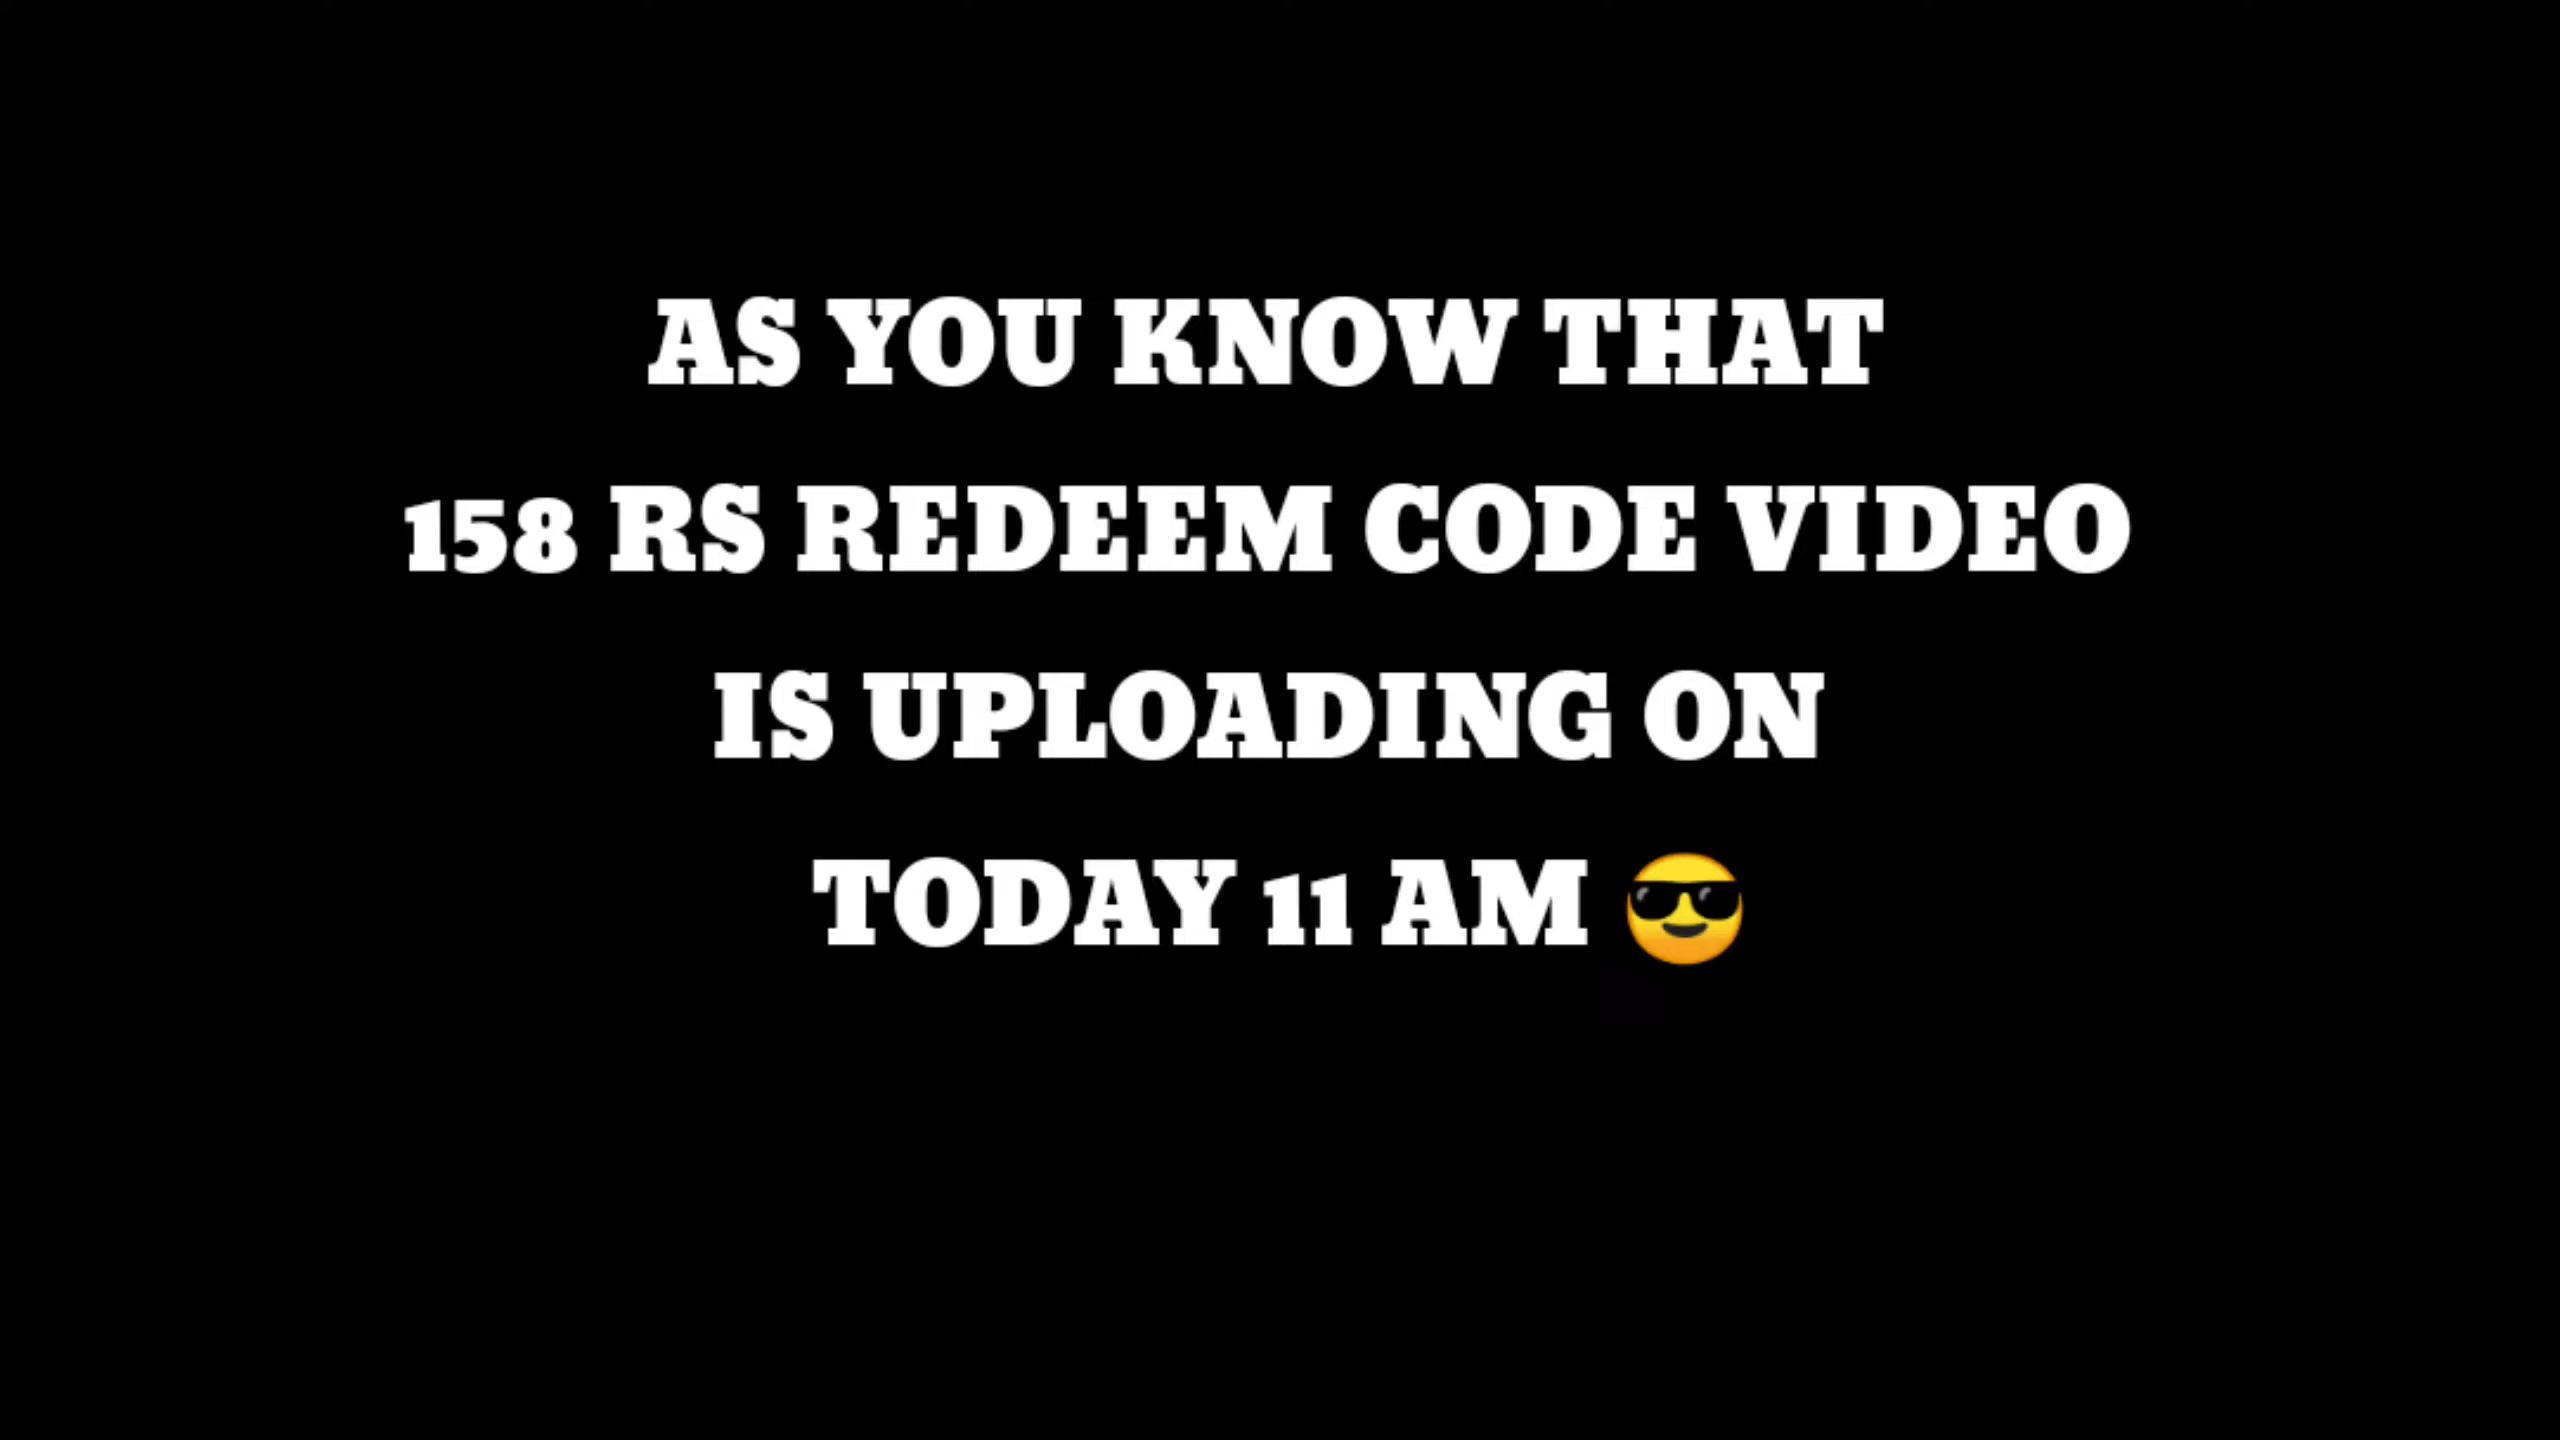 AS YOU KNOW THAT
158 RS REDEEM CODE VIDEO
IS UPLOADING ON
TODAY 11 AM 😎